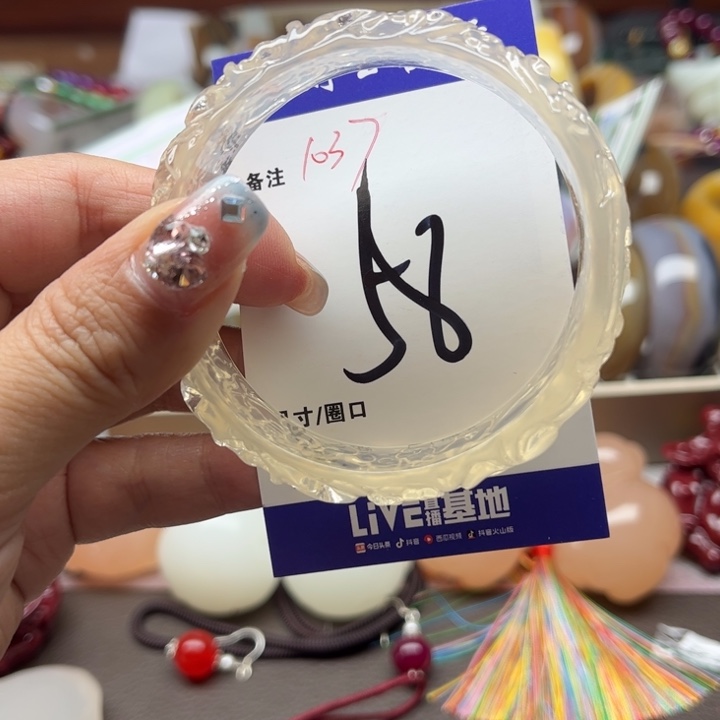 备注
1037
58
寸/圈口
LIVE直播基地
今日头条 抖音 西瓜视频 抖音火山版